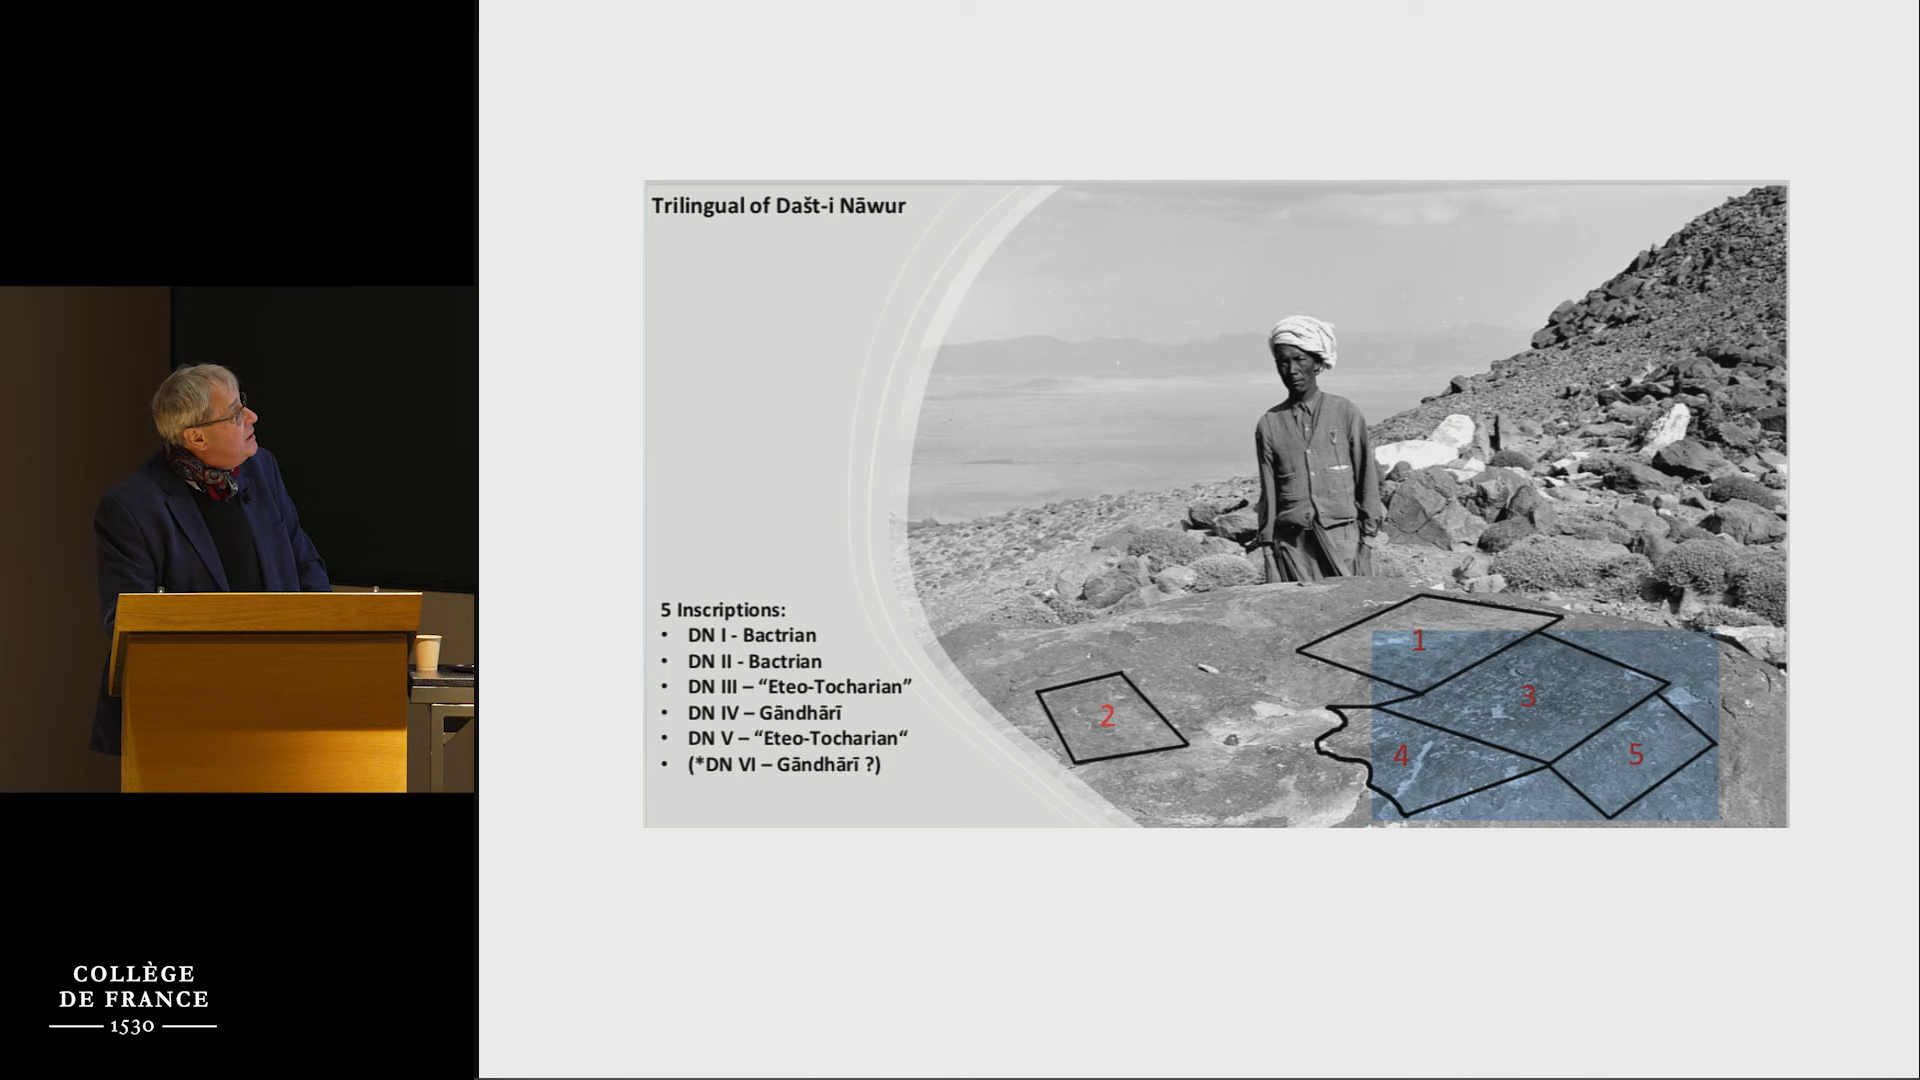 Trilingual of Dašt-i Nāwur
5 Inscriptions:
• DN I - Bactrian
• DN II - Bactrian
• DN III – “Eteo-Tocharian”
• DN IV – Gāndhārī
• DN V – “Eteo-Tocharian“
• (*DN VI – Gāndhārī ?)
1
2
3
4
5
COLLÈGE
DE FRANCE
1530